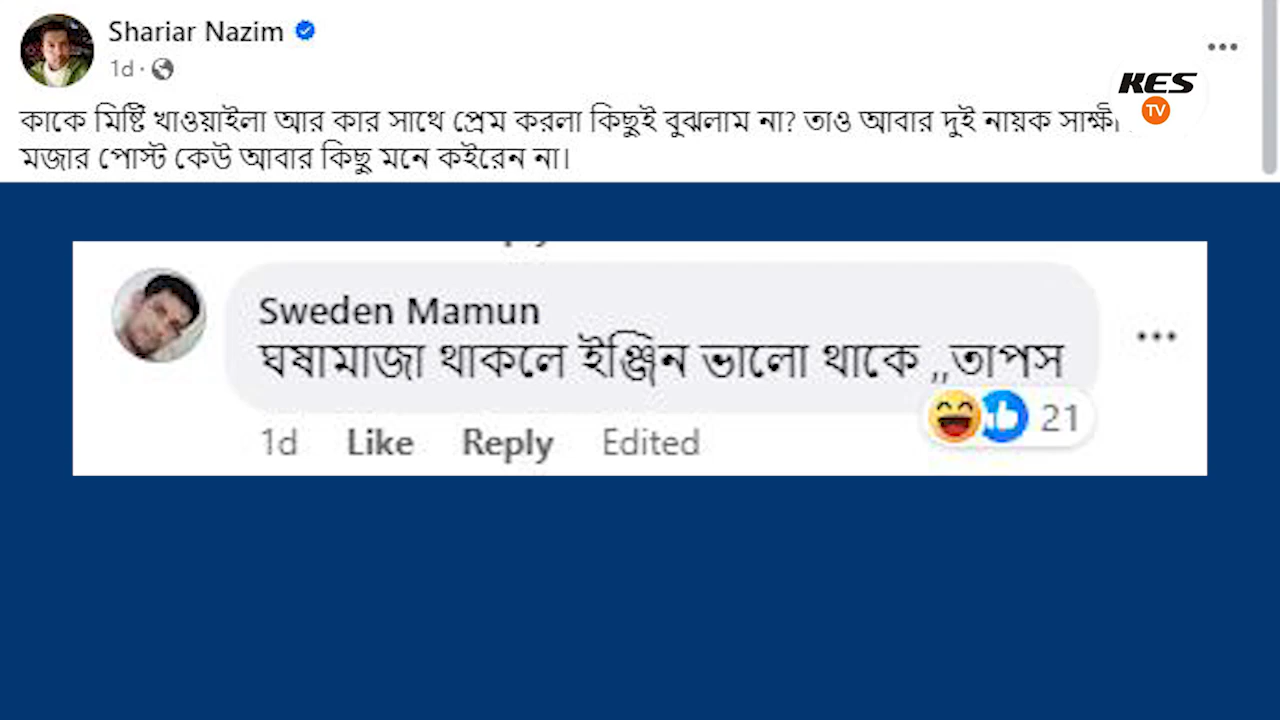 Shariar Nazim
1d ·
KES
TV
কাকে মিষ্টি খাওয়াইলা আর কার সাথে প্রেম করলা কিছুই বুঝলাম না? তাও আবার দুই নায়ক সাক্ষী
মজার পোস্ট কেউ আবার কিছু মনে কইরেন না।
Sweden Mamun
ঘষামাজা থাকলে ইঞ্জিন ভালো থাকে ,,তাপস
21
1d Like Reply Edited